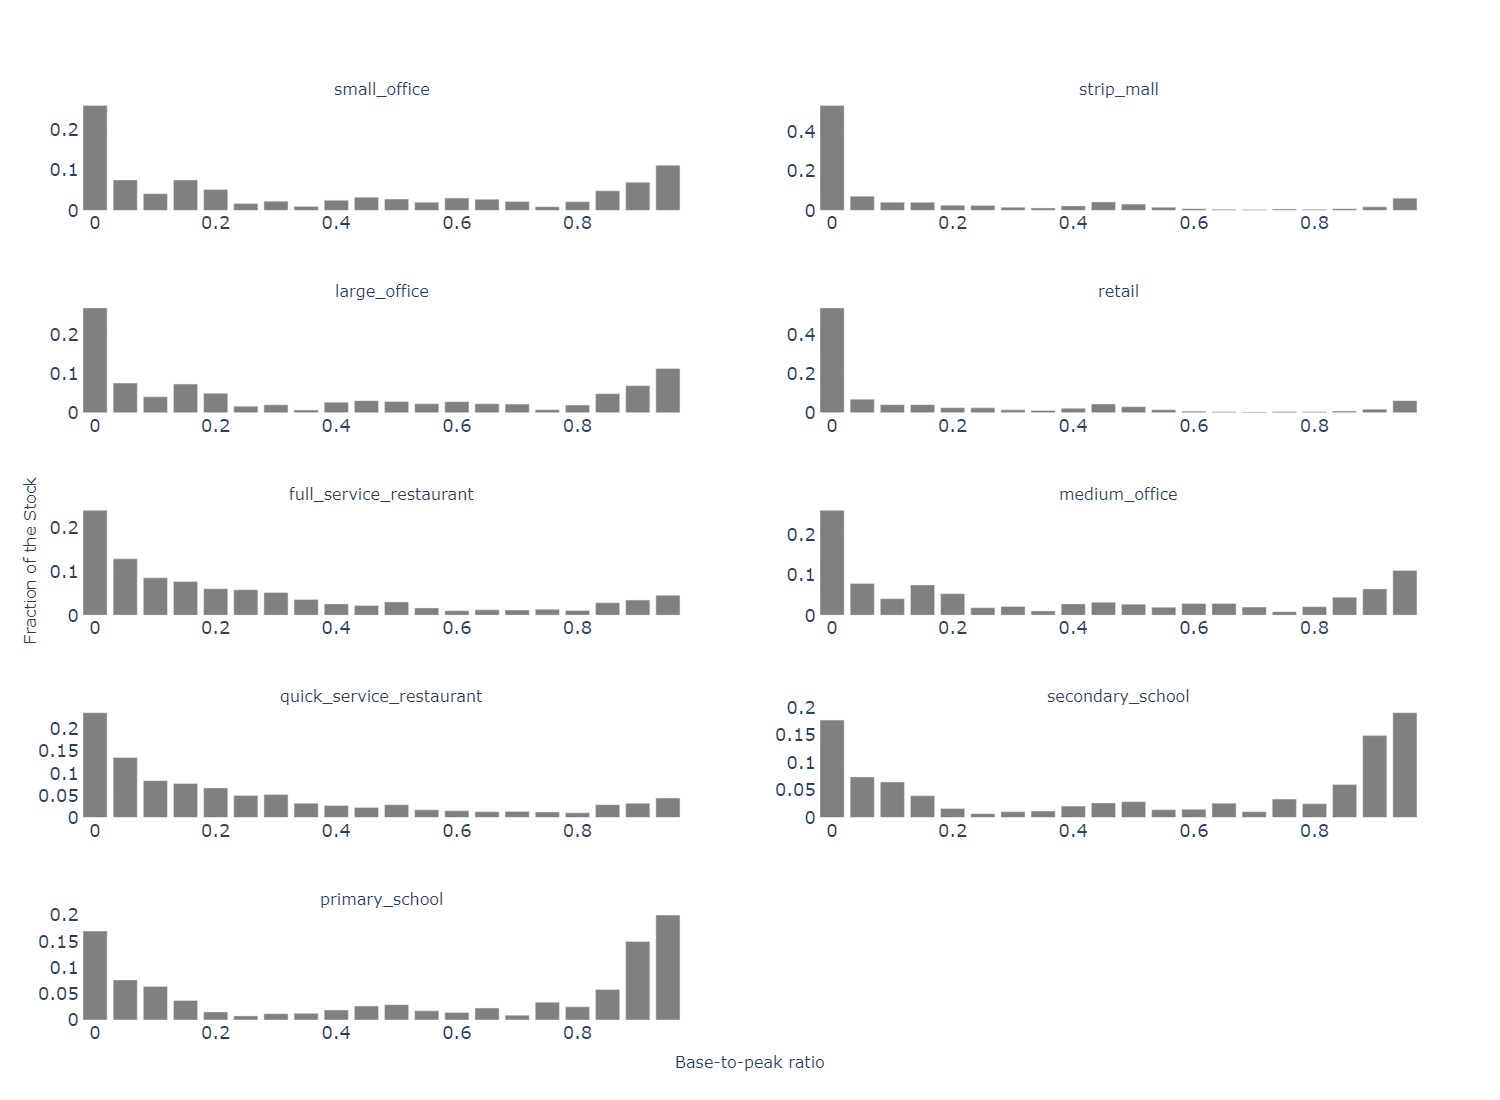 small_office
0.2
0.1
0
0 0.2 0.4 0.6 0.8
strip_mall
0.4
0.2
0
0 0.2 0.4 0.6 0.8
large_office
0.2
0.1
0
0 0.2 0.4 0.6 0.8
retail
0.4
0.2
0
0 0.2 0.4 0.6 0.8
Fraction of the Stock
full_service_restaurant
0.2
0.1
0
0 0.2 0.4 0.6 0.8
medium_office
0.2
0.1
0
0 0.2 0.4 0.6 0.8
quick_service_restaurant
0.2
0.15
0.1
0.05
0
0 0.2 0.4 0.6 0.8
secondary_school
0.2
0.15
0.1
0.05
0
0 0.2 0.4 0.6 0.8
primary_school
0.2
0.15
0.1
0.05
0
0 0.2 0.4 0.6 0.8
Base-to-peak ratio